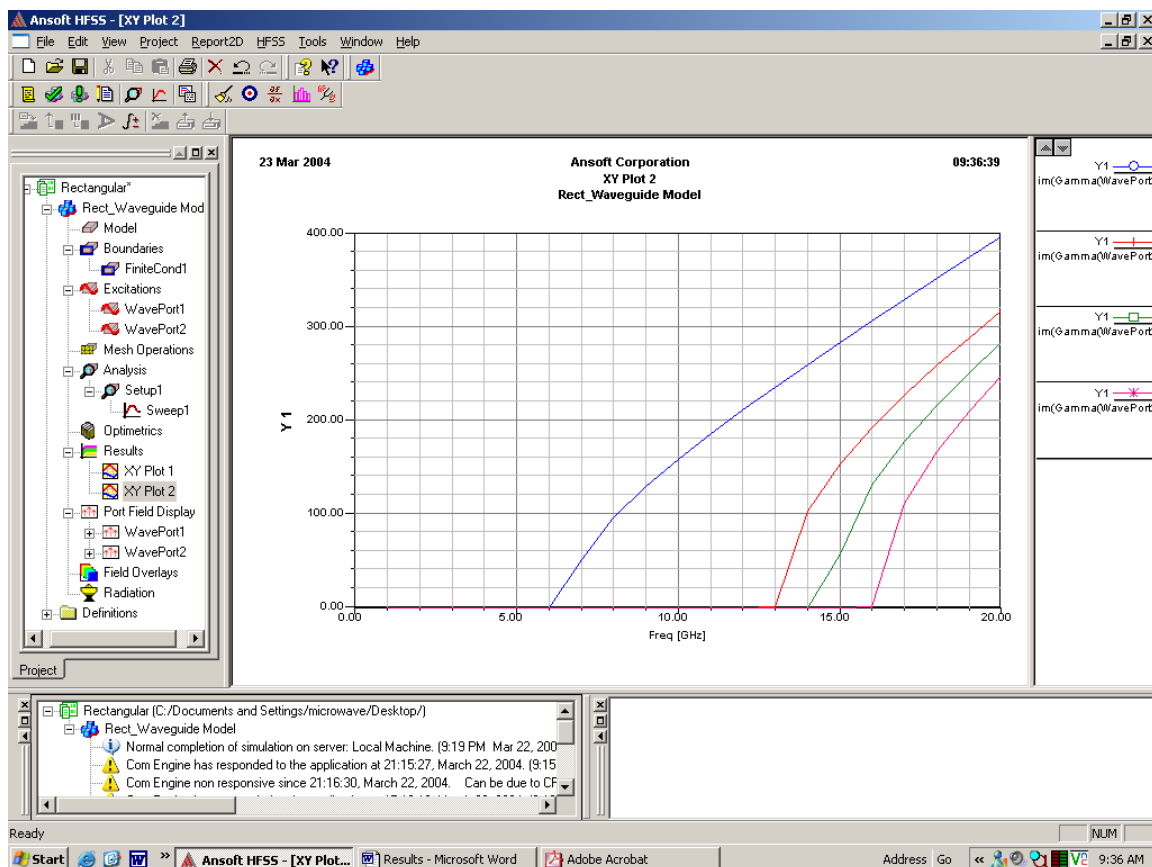 Ansoft HFSS - [XY Plot 2]
File Edit View Project Report2D HFSS Tools Window Help
Rectangular*
Rect_Waveguide Mod
Model
Boundaries
FiniteCond1
Excitations
WavePort1
WavePort2
Mesh Operations
Analysis
Setup1
Sweep1
Optimetrics
Results
XY Plot 1
XY Plot 2
Port Field Display
WavePort1
WavePort2
Field Overlays
Radiation
Definitions
Project
23 Mar 2004 Ansoft Corporation 09:36:39
XY Plot 2
Rect_Waveguide Model
400.00
300.00
200.00
100.00
0.00
Y 1
0.00 5.00 10.00 15.00 20.00
Freq [GHz]
Y1
im(Gamma(WavePort
Y1
im(Gamma(WavePort
Y1
im(Gamma(WavePort
Y1
im(Gamma(WavePort
Rectangular (C:/Documents and Settings/microwave/Desktop/)
Rect_Waveguide Model
Normal completion of simulation on server: Local Machine. (9:19 PM Mar 22, 200
Com Engine has responded to the application at 21:15:27, March 22, 2004. (9:15
Com Engine non responsive since 21:16:30, March 22, 2004. Can be due to CF
Ready NUM
Start » Ansoft HFSS - [XY Plot... Results - Microsoft Word Adobe Acrobat Address Go « 9:36 AM